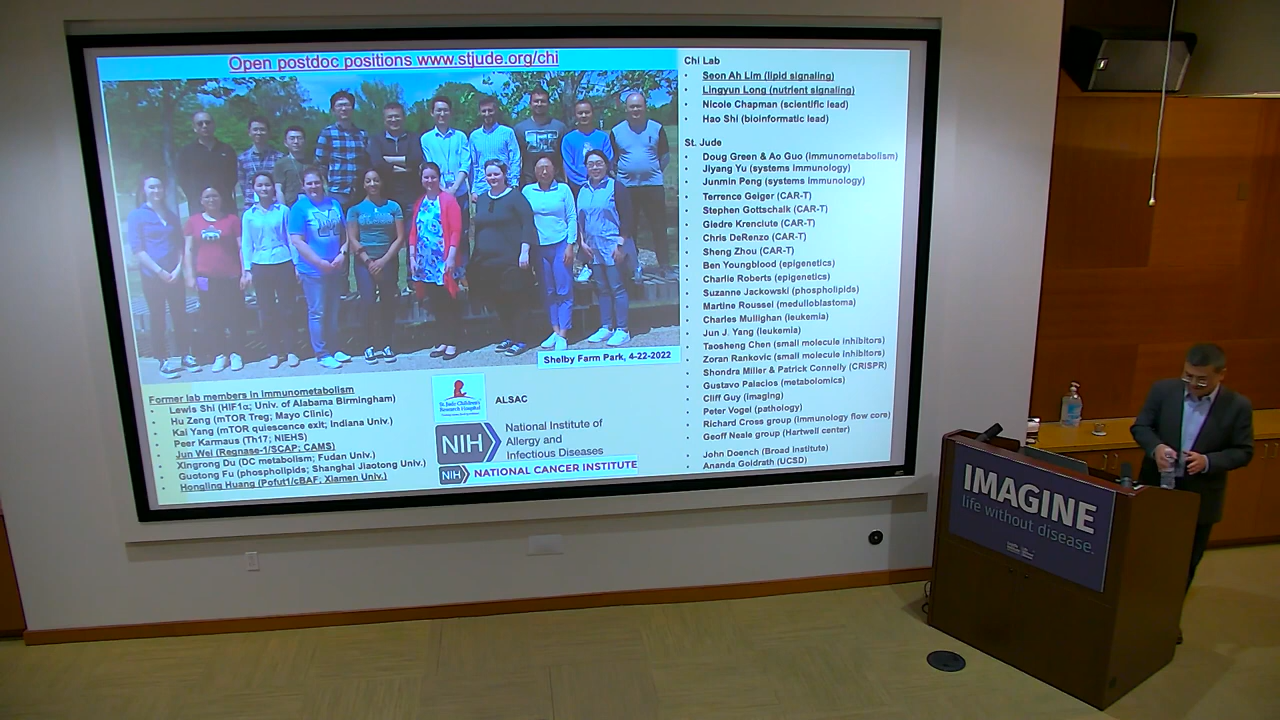 Open postdoc positions www.stjude.org/chi
Shelby Farm Park, 4-22-2022
Former lab members in Immunometabolism
• Lewis Shi (HIF1α; Univ. of Alabama Birmingham)
• Hu Zeng (mTOR Treg; Mayo Clinic)
• Kai Yang (mTOR quiescence exit; Indiana Univ.)
• Peer Karmaus (Th17; NIEHS)
• Jun Wei (Regnase-1/SCAP; CAMS)
• Xingrong Du (DC metabolism; Fudan Univ.)
• Guotong Fu (phospholipids; Shanghai Jiaotong Univ.)
• Hongling Huang (Pofut1/cBAF; Xiamen Univ.)
St. Jude Children's
Research Hospital
ALSAC
NIH
National Institute of
Allergy and
Infectious Diseases
NIH
NATIONAL CANCER INSTITUTE
Chi Lab
• Seon Ah Lim (lipid signaling)
• Lingyun Long (nutrient signaling)
• Nicole Chapman (scientific lead)
• Hao Shi (bioinformatic lead)
St. Jude
• Doug Green & Ao Guo (immunometabolism)
• Jiyang Yu (systems immunology)
• Junmin Peng (systems Immunology)
• Terrence Geiger (CAR-T)
• Stephen Gottschalk (CAR-T)
• Giedre Krenciute (CAR-T)
• Chris DeRenzo (CAR-T)
• Sheng Zhou (CAR-T)
• Ben Youngblood (epigenetics)
• Charlie Roberts (epigenetics)
• Suzanne Jackowski (phospholipids)
• Martine Roussel (medulloblastoma)
• Charles Mullighan (leukemia)
• Jun J. Yang (leukemia)
• Taosheng Chen (small molecule inhibitors)
• Zoran Rankovic (small molecule inhibitors)
• Shondra Miller & Patrick Connelly (CRISPR)
• Gustavo Palacios (metabolomics)
• Cliff Guy (imaging)
• Peter Vogel (pathology)
• Richard Cross group (Immunology flow core)
• Geoff Neale group (Hartwell center)
• John Doench (Broad Institute)
• Ananda Goldrath (UCSD)
IMAGINE
life without disease.